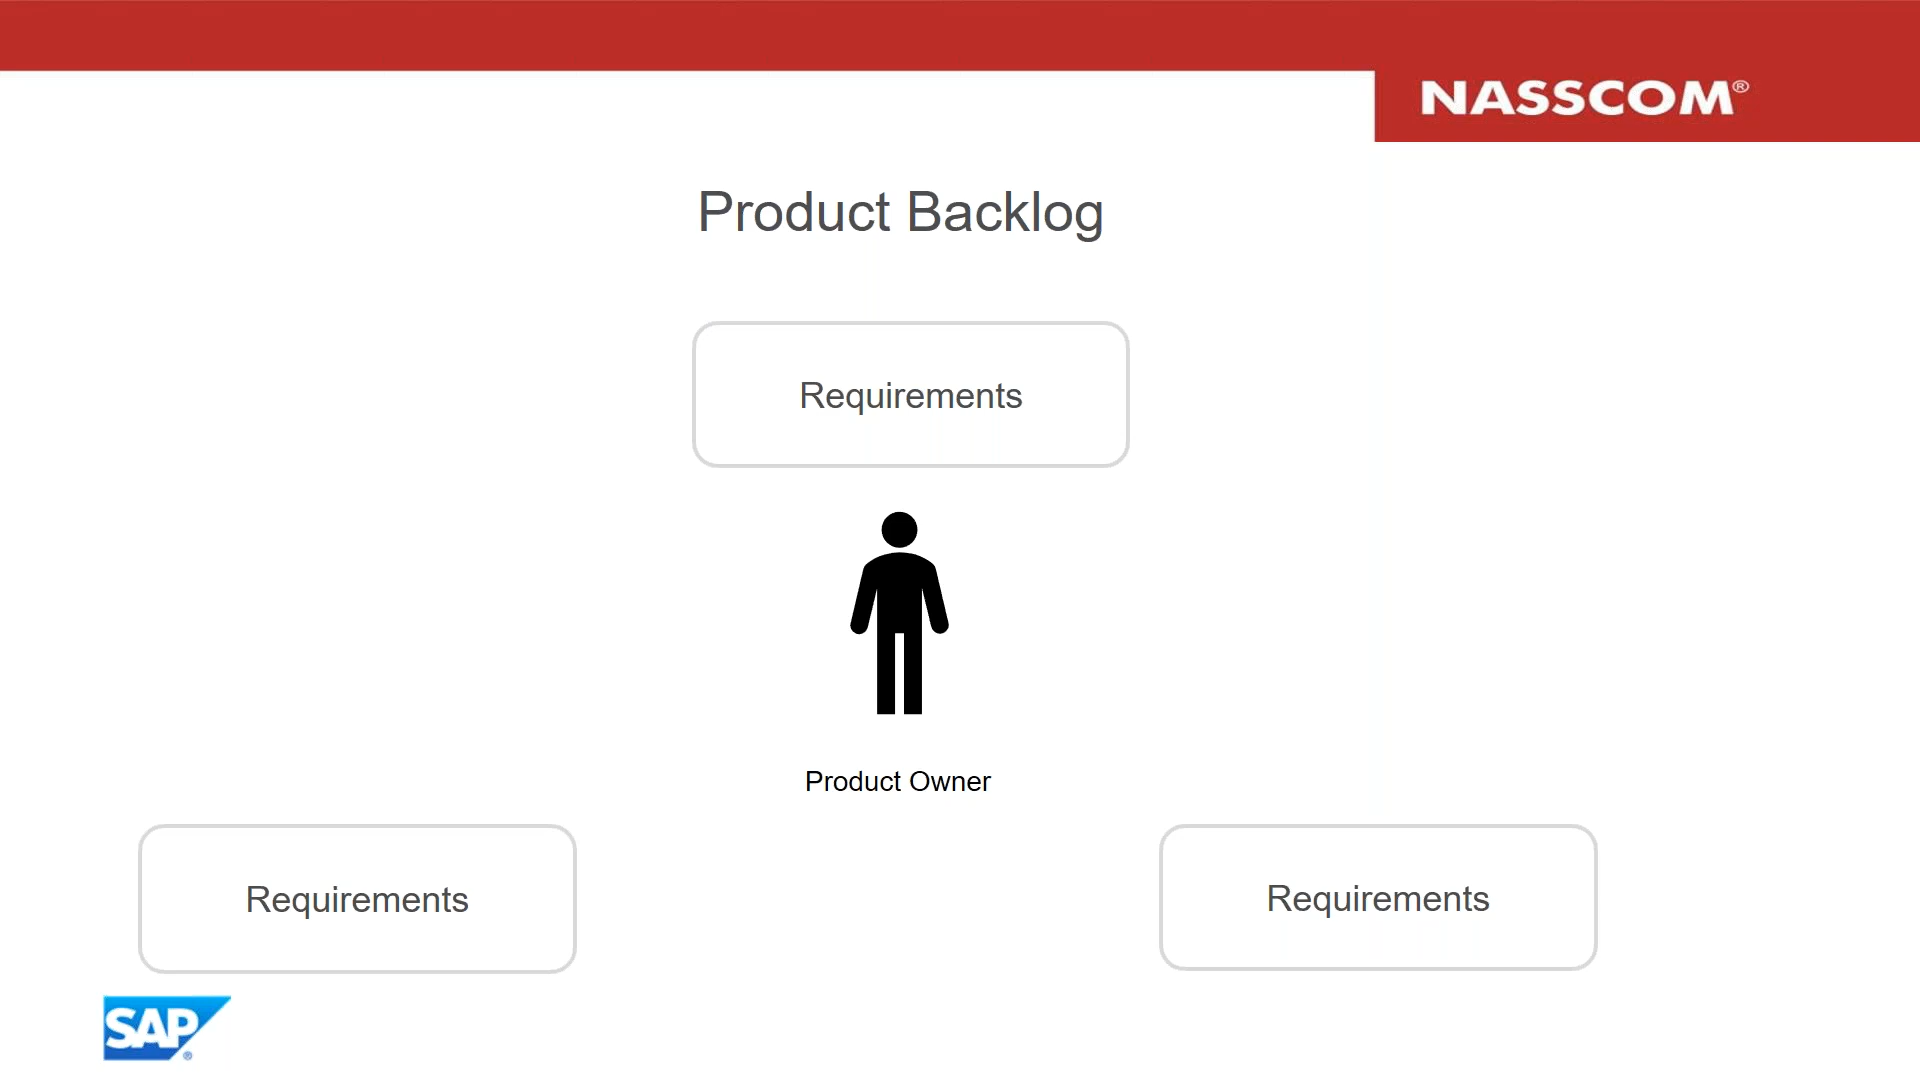 NASSCOM®
Product Backlog
Requirements
Product Owner
Requirements
Requirements
SAP®